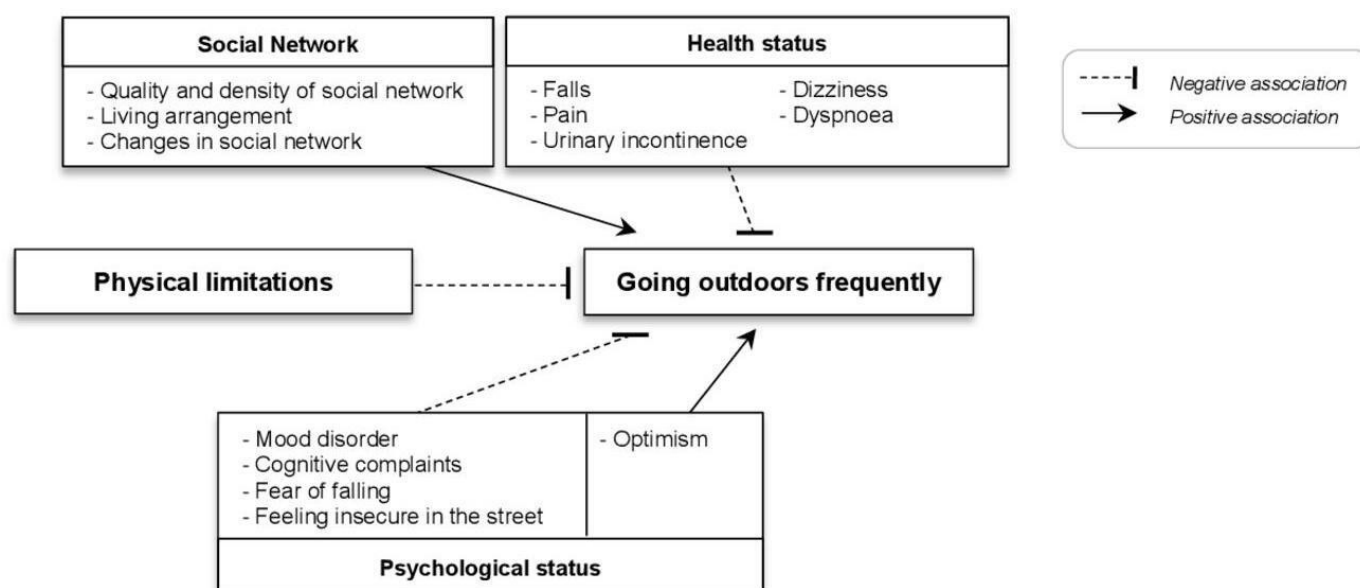 Social Network
- Quality and density of social network
- Living arrangement
- Changes in social network
Health status
- Falls
- Pain
- Urinary incontinence
- Dizziness
- Dyspnoea
Negative association
Positive association
Physical limitations
Going outdoors frequently
- Mood disorder
- Cognitive complaints
- Fear of falling
- Feeling insecure in the street
- Optimism
Psychological status